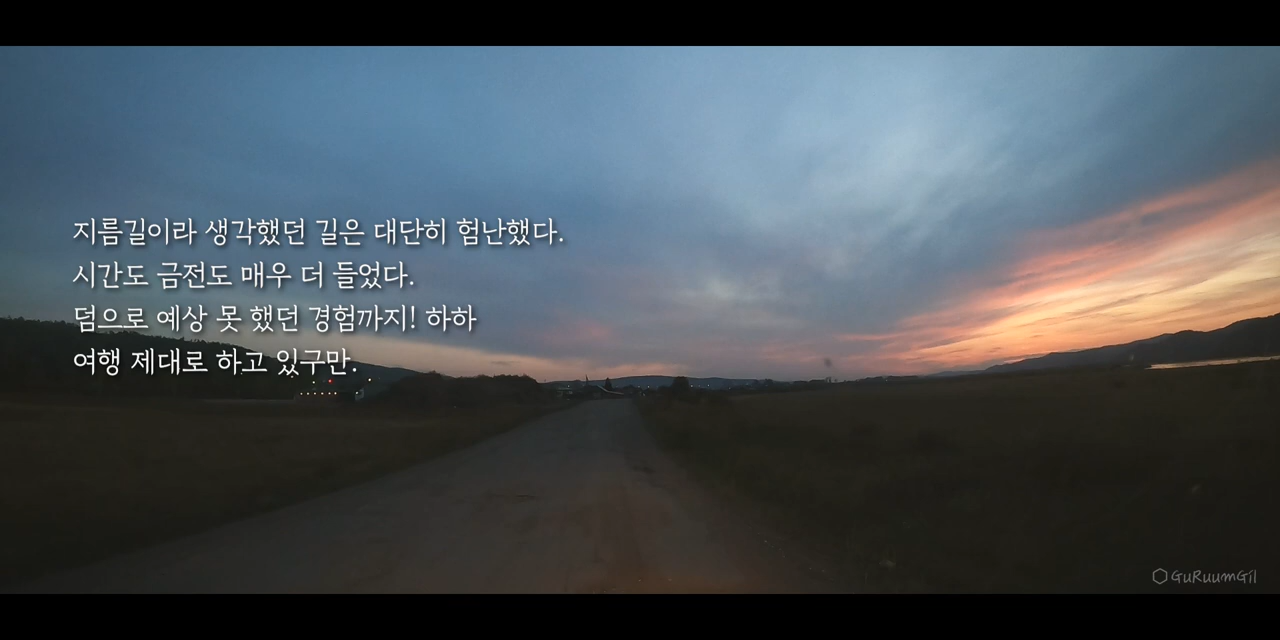 지름길이라 생각했던 길은 대단히 험난했다.
시간도 금전도 매우 더 들었다.
덤으로 예상 못 했던 경험까지! 하하
여행 제대로 하고 있구만.
GuRuumGil